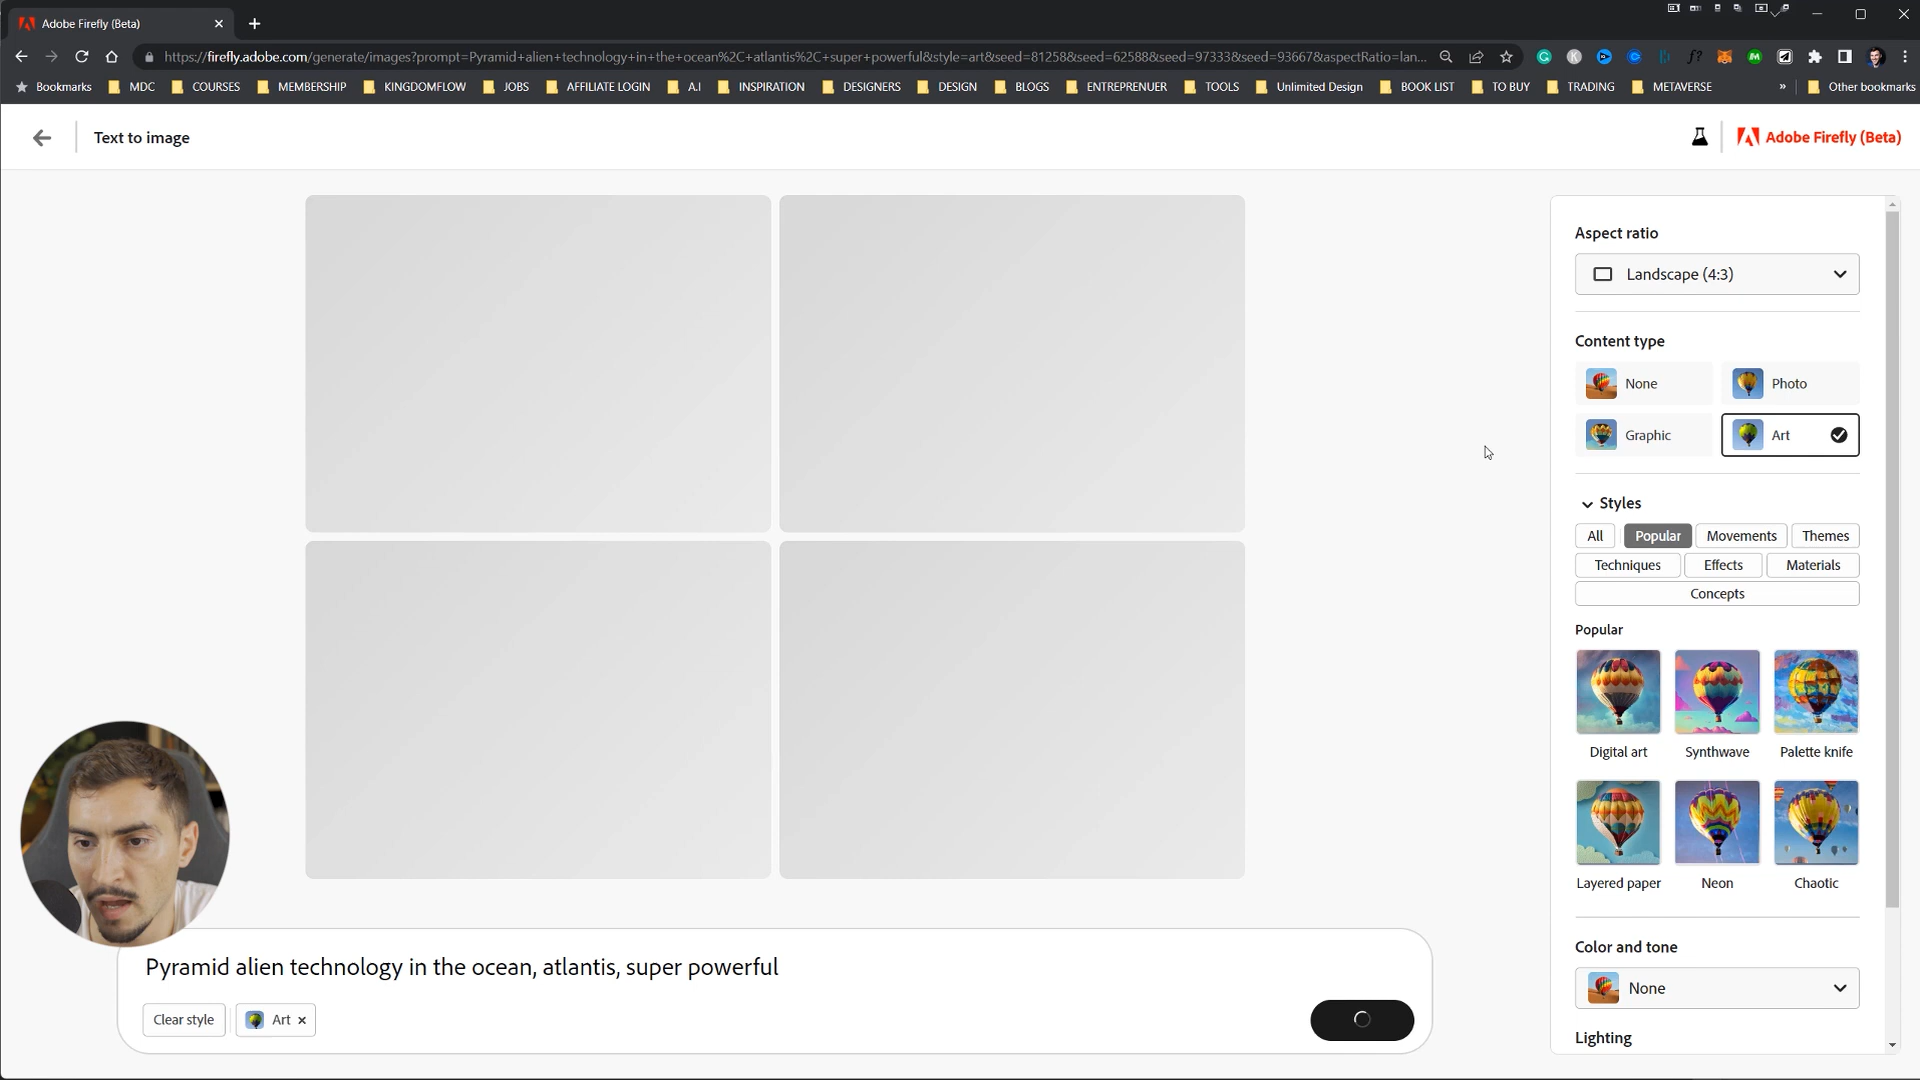 Adobe Firefly (Beta)
https://firefly.adobe.com/generate/images?prompt=Pyramid+alien+technology+in+the+ocean%2C+atlantis%2C+super+powerful&style=art&seed=81258&seed=62588&seed=97333&seed=93667&aspectRatio=lan...
Bookmarks MDC COURSES MEMBERSHIP KINGDOMFLOW JOBS AFFILIATE LOGIN A.I INSPIRATION DESIGNERS DESIGN BLOGS ENTREPRENUER TOOLS Unlimited Design BOOK LIST TO BUY TRADING METAVERSE » Other bookmarks
Text to image
Adobe Firefly (Beta)
Aspect ratio
Landscape (4:3)
Content type
None Photo
Graphic Art
Styles
All Popular Movements Themes
Techniques Effects Materials
Concepts
Popular
Digital art Synthwave Palette knife
Layered paper Neon Chaotic
Color and tone
None
Lighting
Pyramid alien technology in the ocean, atlantis, super powerful
Clear style Art